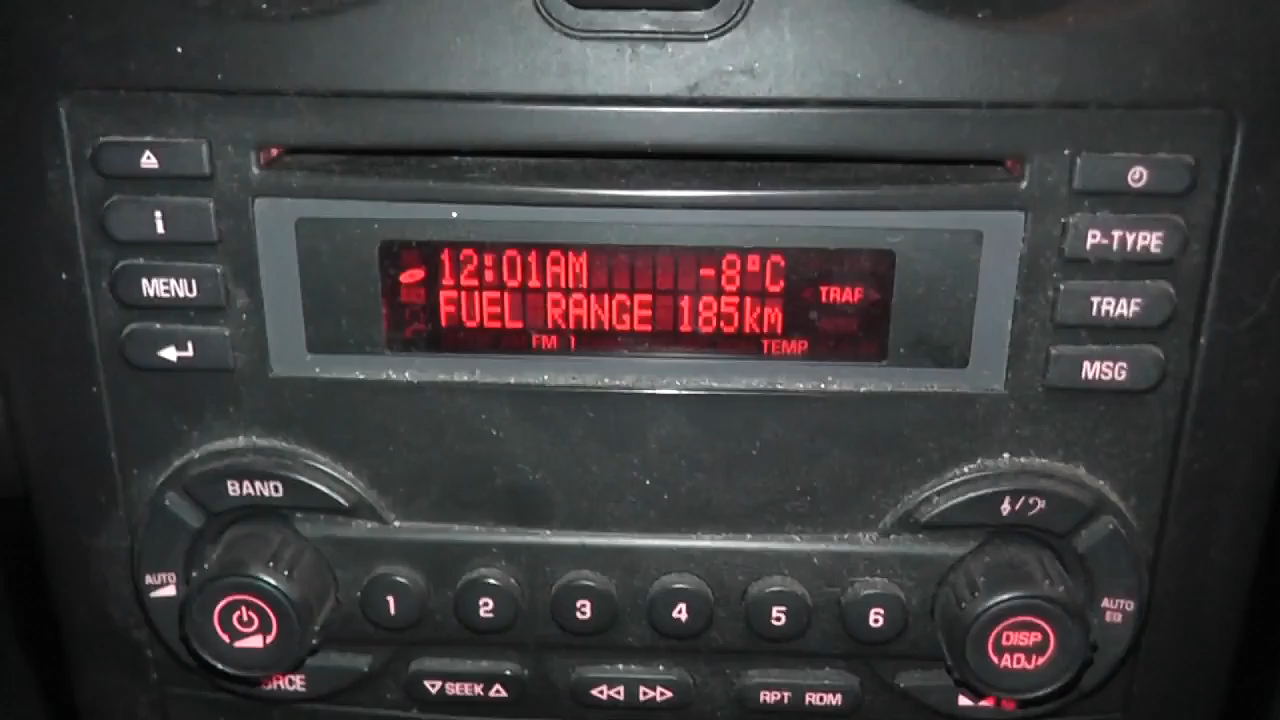 i
P-TYPE
MENU
12:01AM -8°C
TRAF
TRAF
FUEL RANGE 185km
FM 1 TEMP
MSG
BAND
AUTO
AUTO
EQ
1 2 3 4 5 6
DISP
ADJ
SEEK
RPT RDM